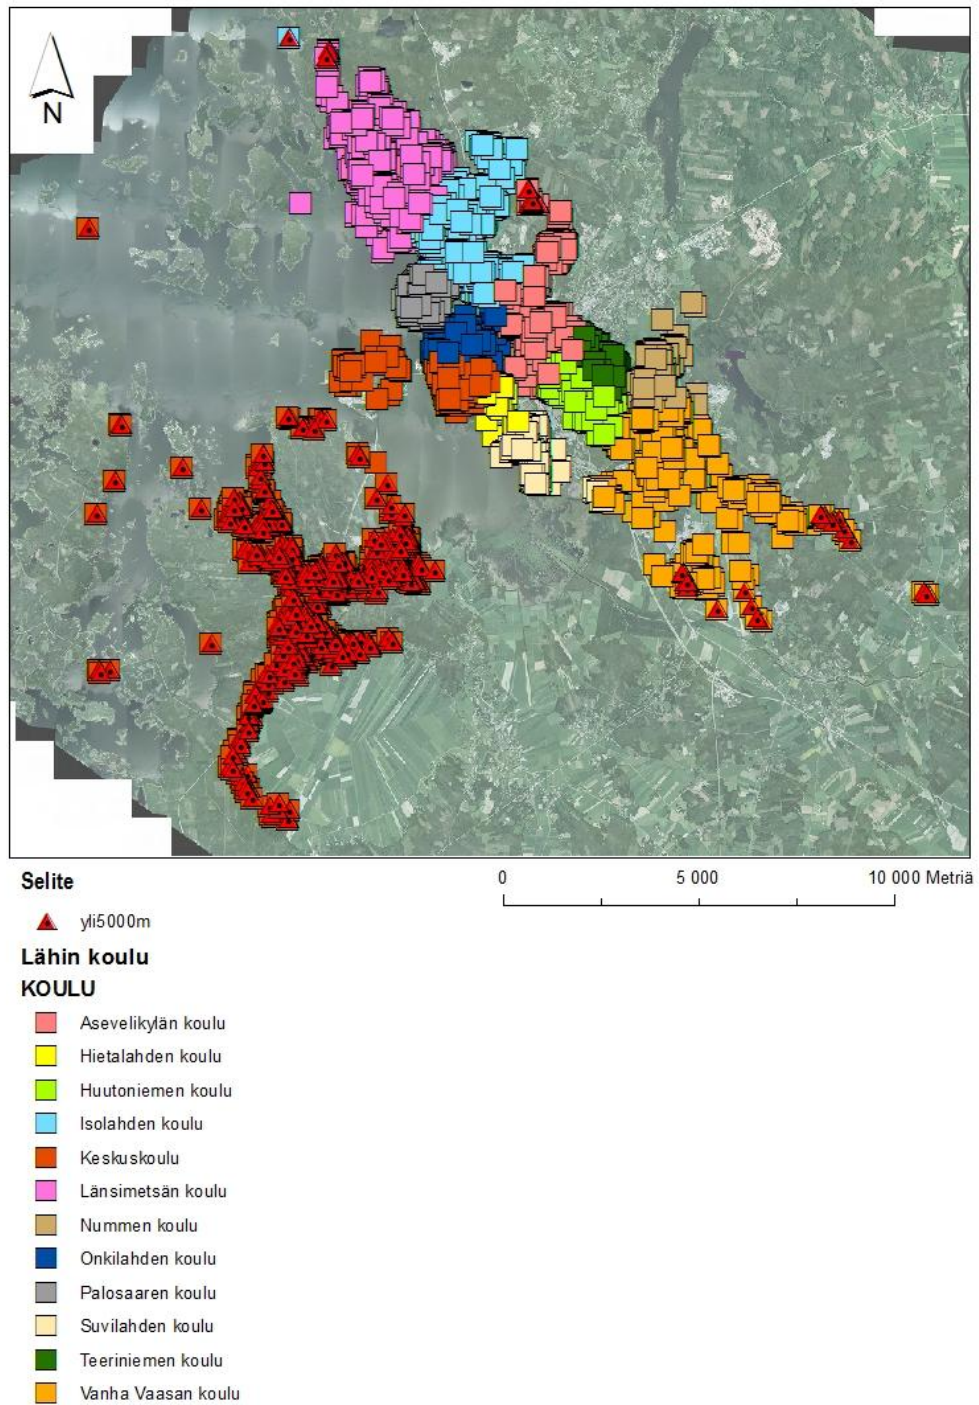 N
Selite
0 5 000 10 000 Metriä
yli5000m
Lähin koulu
KOULU
Asevelikylän koulu
Hietalahden koulu
Huutoniemen koulu
Isolahden koulu
Keskuskoulu
Länsimetsän koulu
Nummen koulu
Onkilahden koulu
Palosaaren koulu
Suvilahden koulu
Teeriniemen koulu
Vanha Vaasan koulu